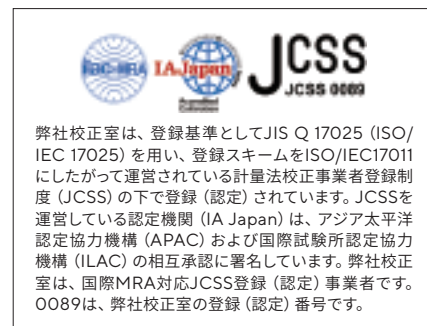 ilac-MRA
IAJapan
JCSS
JCSS 0089
弊社校正室は、登録基準としてJIS Q 17025（ISO/
IEC 17025）を用い、登録スキームをISO/IEC17011
にしたがって運営されている計量法校正事業者登録制
度（JCSS）の下で登録（認定）されています。JCSSを
運営している認定機関（IA Japan）は、アジア太平洋
認定協力機構（APAC）および国際試験所認定協力
機構（ILAC）の相互承認に署名しています。弊社校正
室は、国際MRA対応JCSS登録（認定）事業者です。
0089は、弊社校正室の登録（認定）番号です。